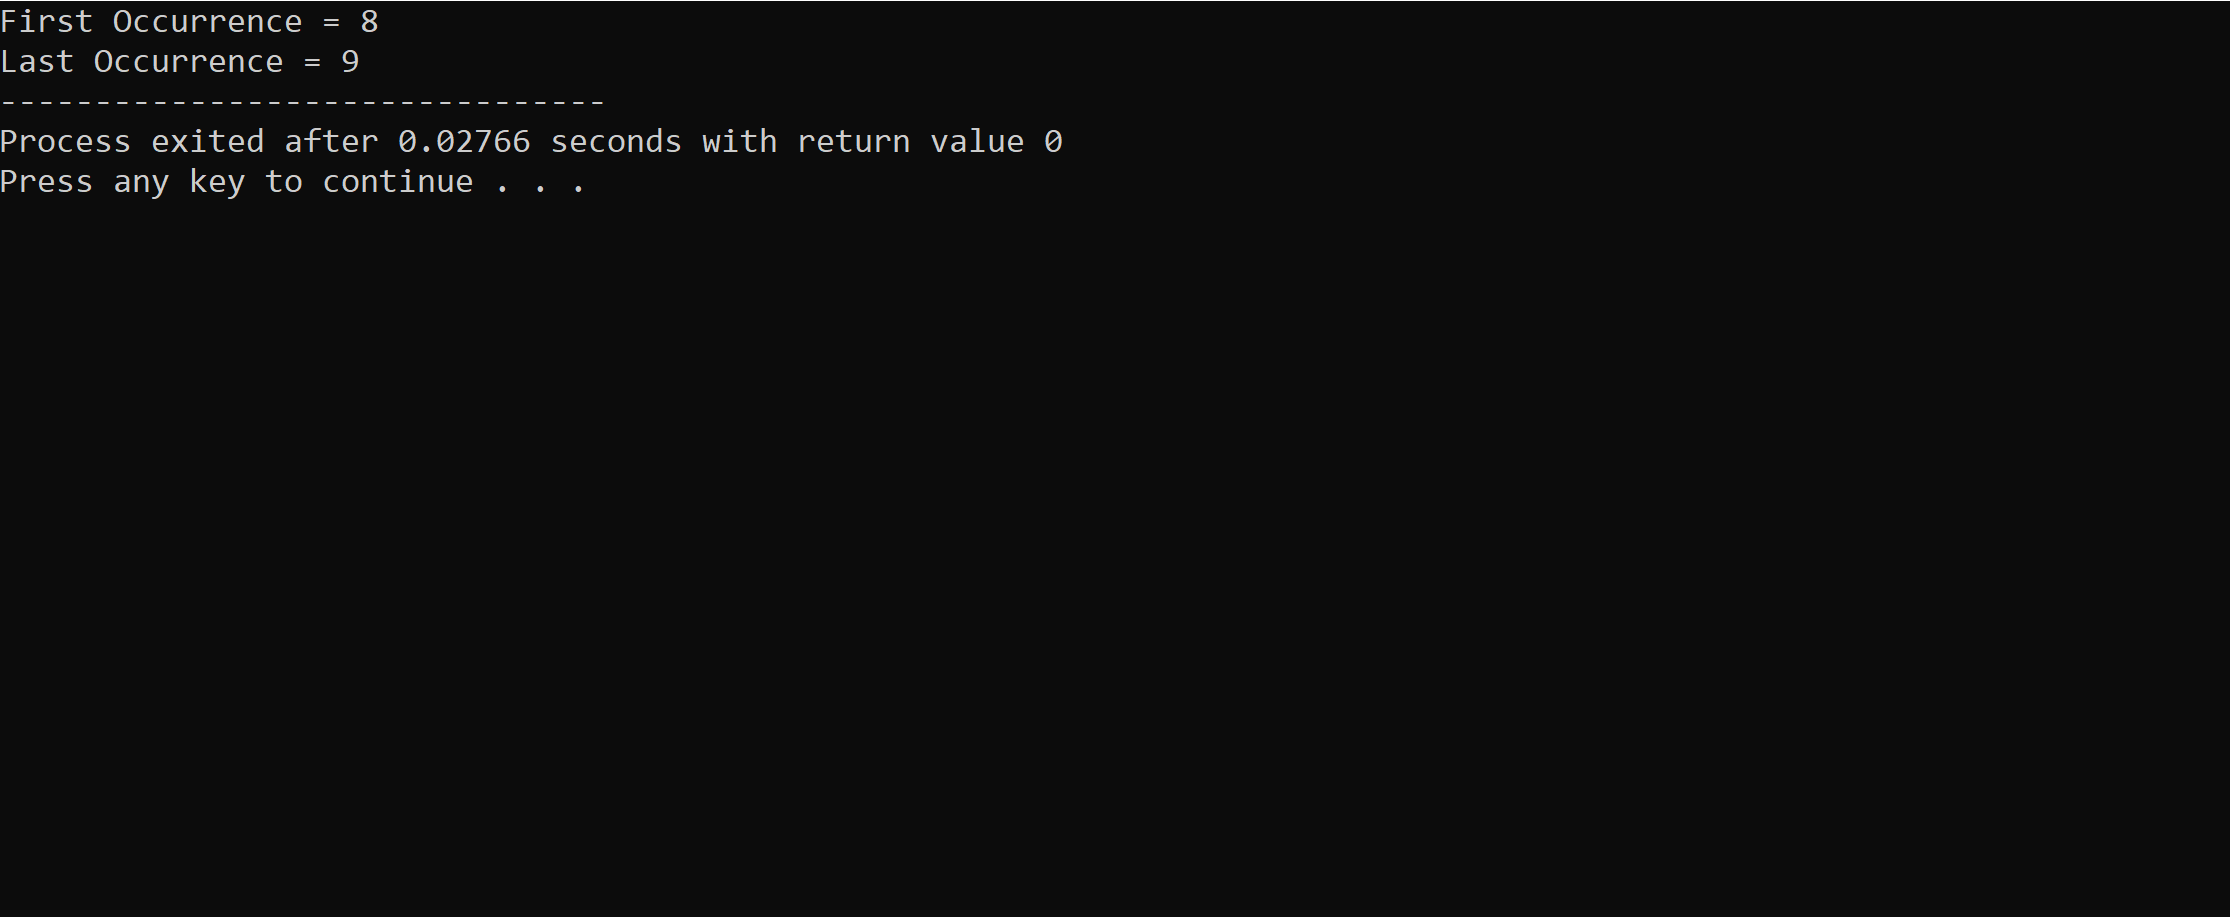 First Occurrence = 8
Last Occurrence = 9
--------------------------------
Process exited after 0.02766 seconds with return value 0
Press any key to continue . . .